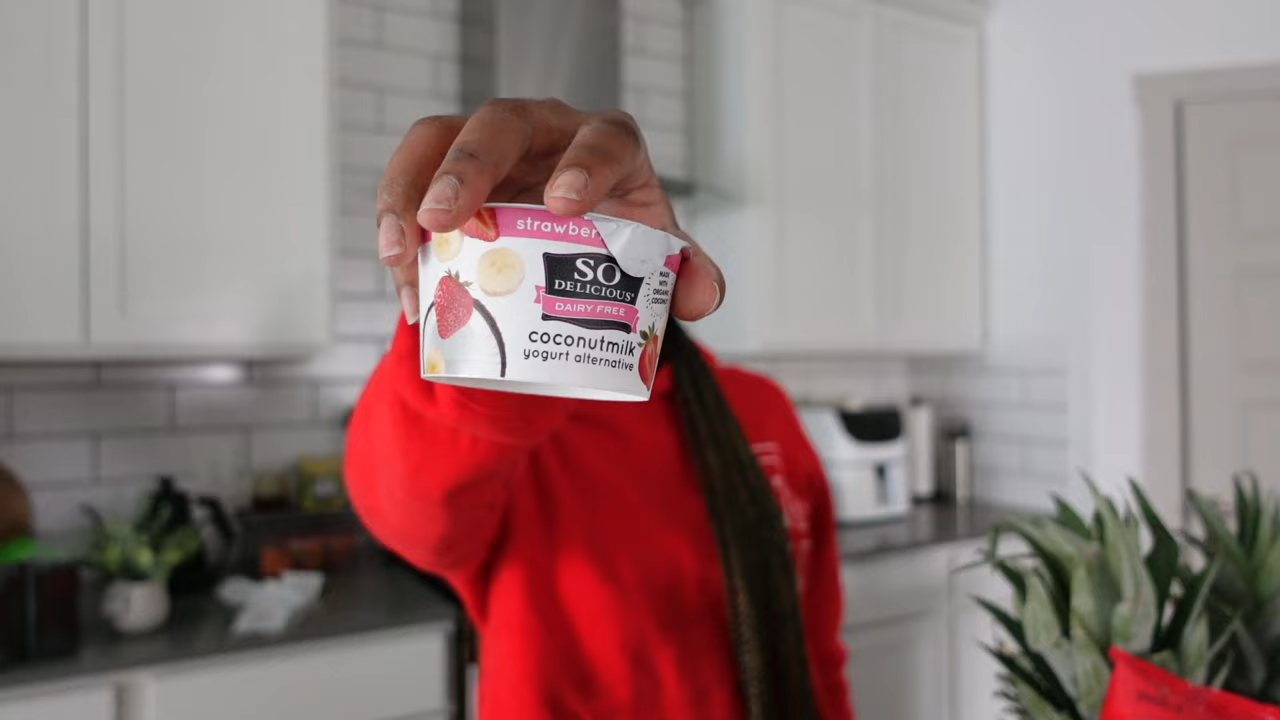 strawber
SO
DELICIOUS®
DAIRY FREE
MADE
WITH
ORGANIC
COCONUT
coconutmilk
yogurt alternative